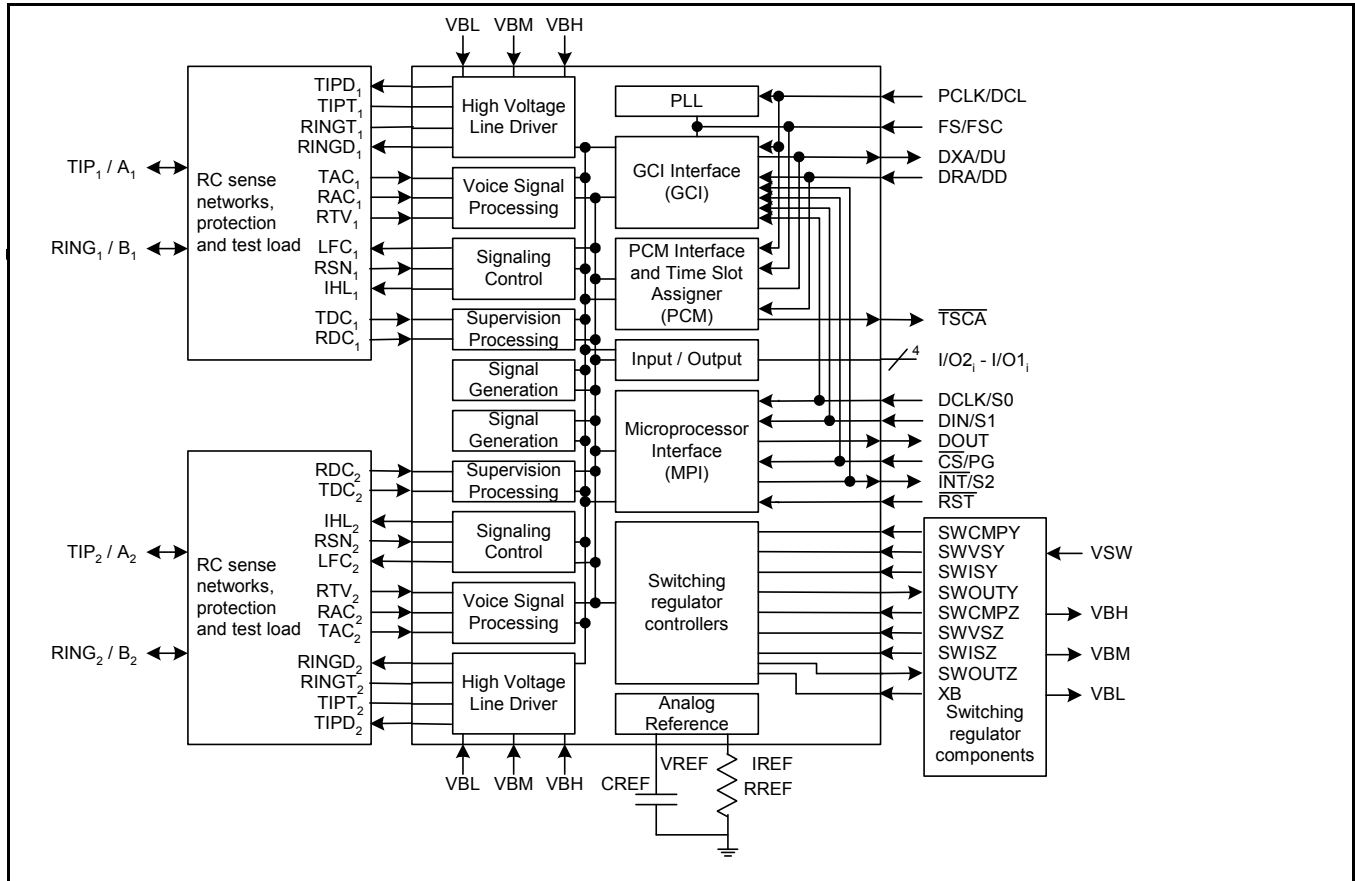 VBL VBM VBH
TIPD1
TIPT1
RINGT1
RINGD1
TAC1
RAC1
RTV1
LFC1
RSN1
IHL1
TDC1
RDC1
TIP1 / A1
RING1 / B1
RC sense
networks,
protection
and test load
High Voltage
Line Driver
Voice Signal
Processing
Signaling
Control
Supervision
Processing
Signal
Generation
Signal
Generation
Supervision
Processing
Signaling
Control
Voice Signal
Processing
High Voltage
Line Driver
PLL
GCI Interface
(GCI)
PCM Interface
and Time Slot
Assigner
(PCM)
Input / Output
Microprocessor
Interface
(MPI)
Switching
regulator
controllers
Analog
Reference
PCLK/DCL
FS/FSC
DXA/DU
DRA/DD
TSCA
4
I/O2i - I/O1i
DCLK/S0
DIN/S1
DOUT
CS/PG
INT/S2
RST
SWCMPY
SWVSY
SWISY
SWOUTY
SWCMPZ
SWVSZ
SWISZ
SWOUTZ
XB
Switching
regulator
components
VSW
VBH
VBM
VBL
RDC2
TDC2
IHL2
RSN2
LFC2
RTV2
RAC2
TAC2
RINGD2
RINGT2
TIPT2
TIPD2
TIP2 / A2
RING2 / B2
RC sense
networks,
protection
and test load
VBL VBM VBH
VREF IREF
CREF RREF